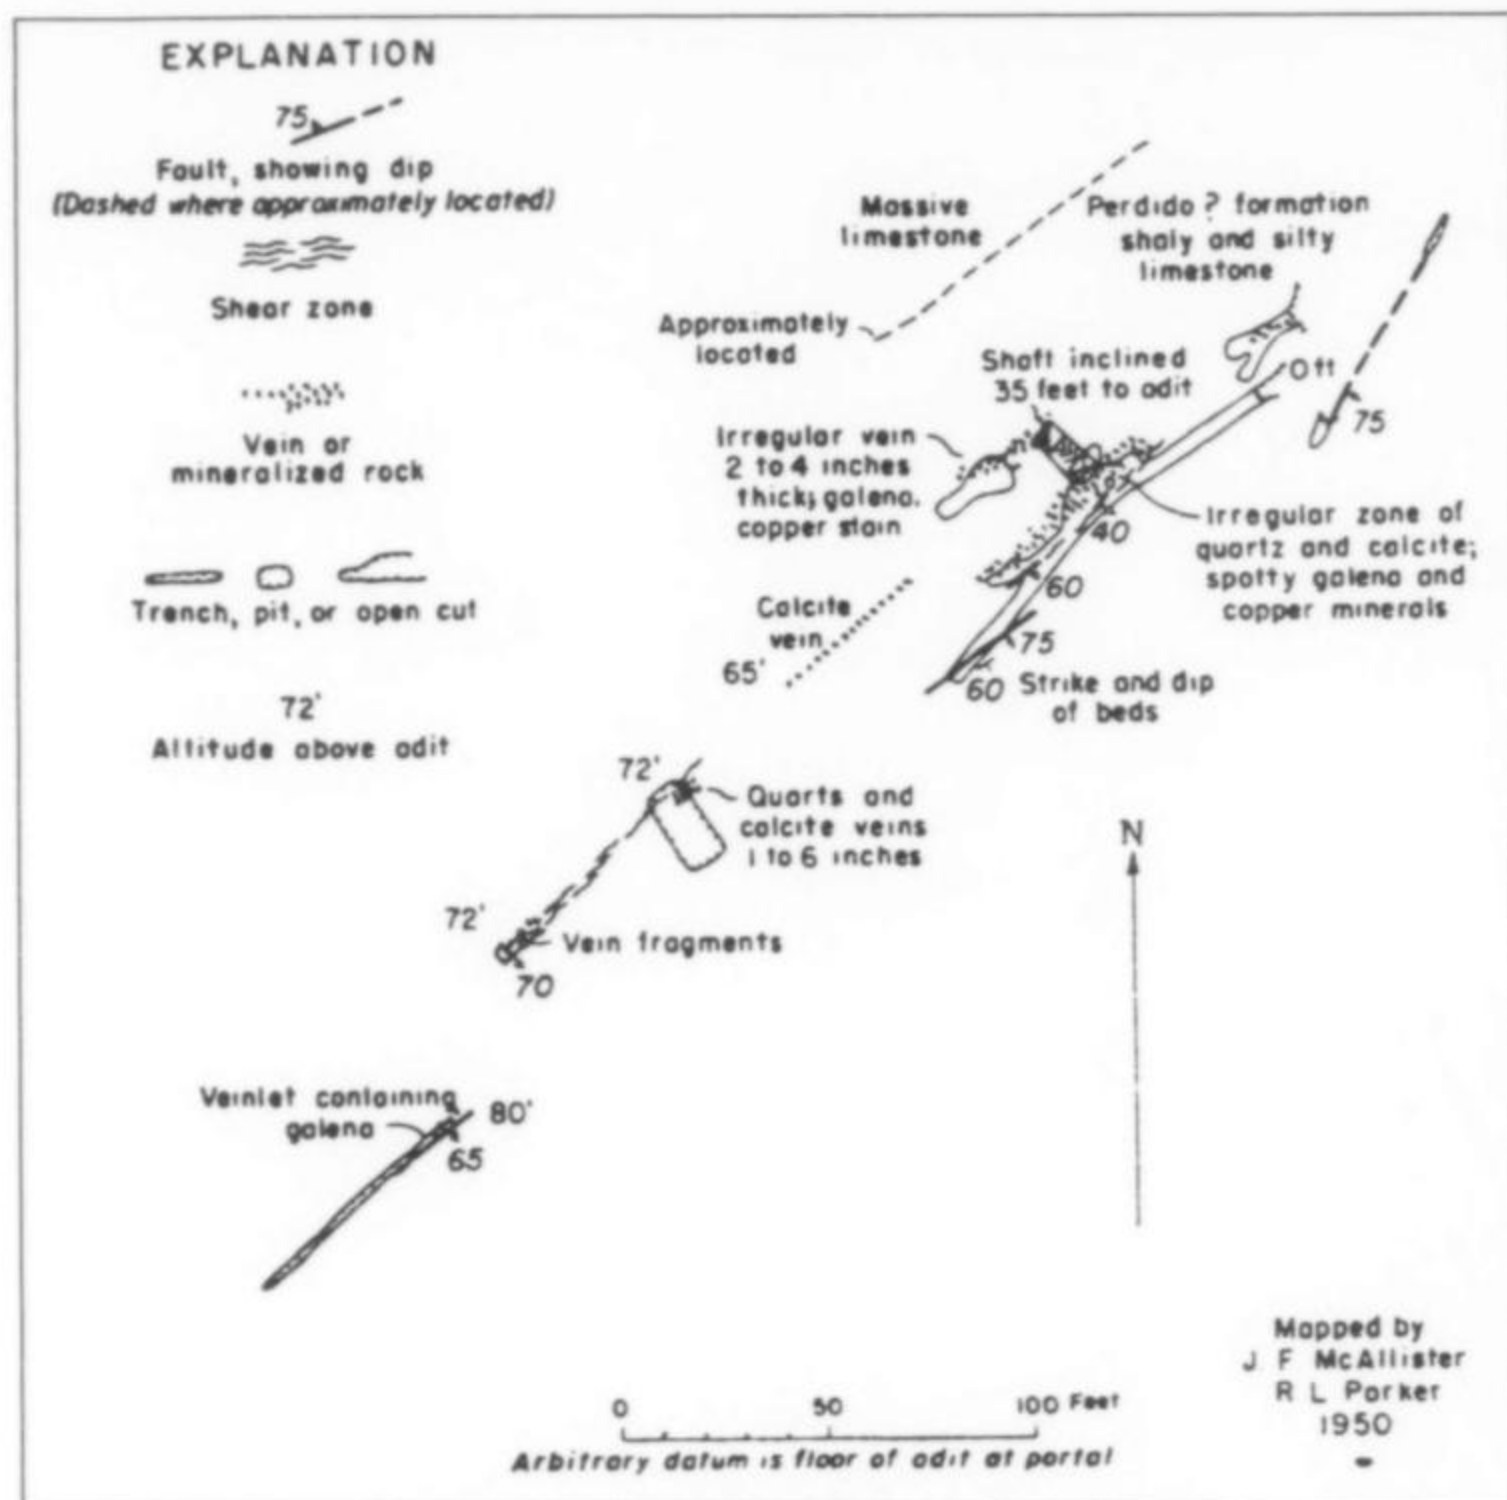 EXPLANATION
75
Fault, showing dip
(Dashed where approximately located)
Shear zone
Vein or
mineralized rock
Trench, pit, or open cut
72'
Altitude above adit
Massive
limestone
Perdido ? formation
shaly and silty
limestone
Approximately
located
Shaft inclined
35 feet to adit
0 ft
75
Irregular vein
2 to 4 inches
thick; galena.
copper stain
40
Irregular zone of
quartz and calcite;
spotty galena and
copper minerals
60
Calcite
vein
65'
75
60
Strike and dip
of beds
72'
Quarts and
calcite veins
1 to 6 inches
72'
Vein fragments
70
N
Veinlet containing
galena
80'
65
Mapped by
J F McAllister
R L Parker
1950
0 50 100 Feet
Arbitrary datum is floor of adit at portal